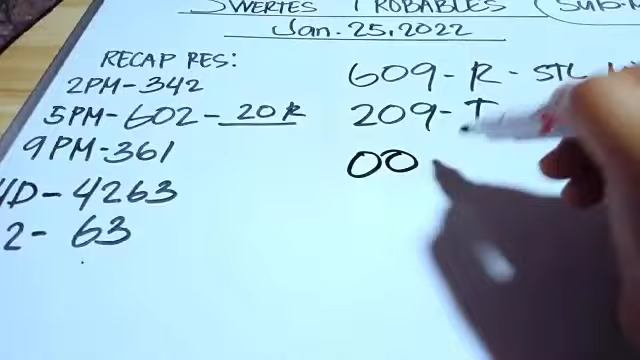 SWERTES PROBABLES (Sub-
Jan. 25, 2022
RECAP RES:
2PM-342
5PM-602-20R
9PM-361
4D-4263
2- 63
609-R-STL
209-T
00